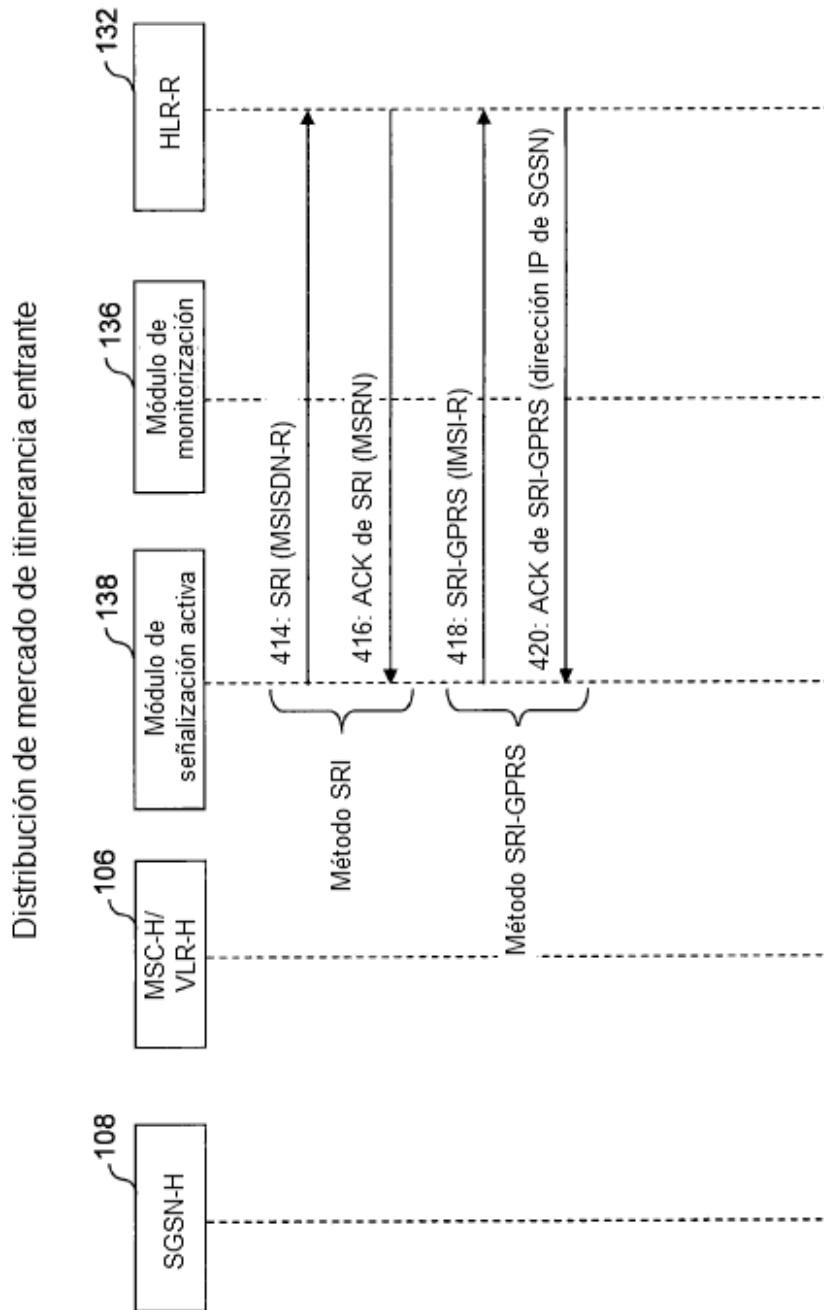 Distribución de mercado de itinerancia entrante
108
SGSN-H
106
MSC-H/
VLR-H
138
Módulo de
señalización activa
136
Módulo de
monitorización
132
HLR-R
414: SRI (MSISDN-R)
416: ACK de SRI (MSRN)
Método SRI
418: SRI-GPRS (IMSI-R)
420: ACK de SRI-GPRS (dirección IP de SGSN)
Método SRI-GPRS